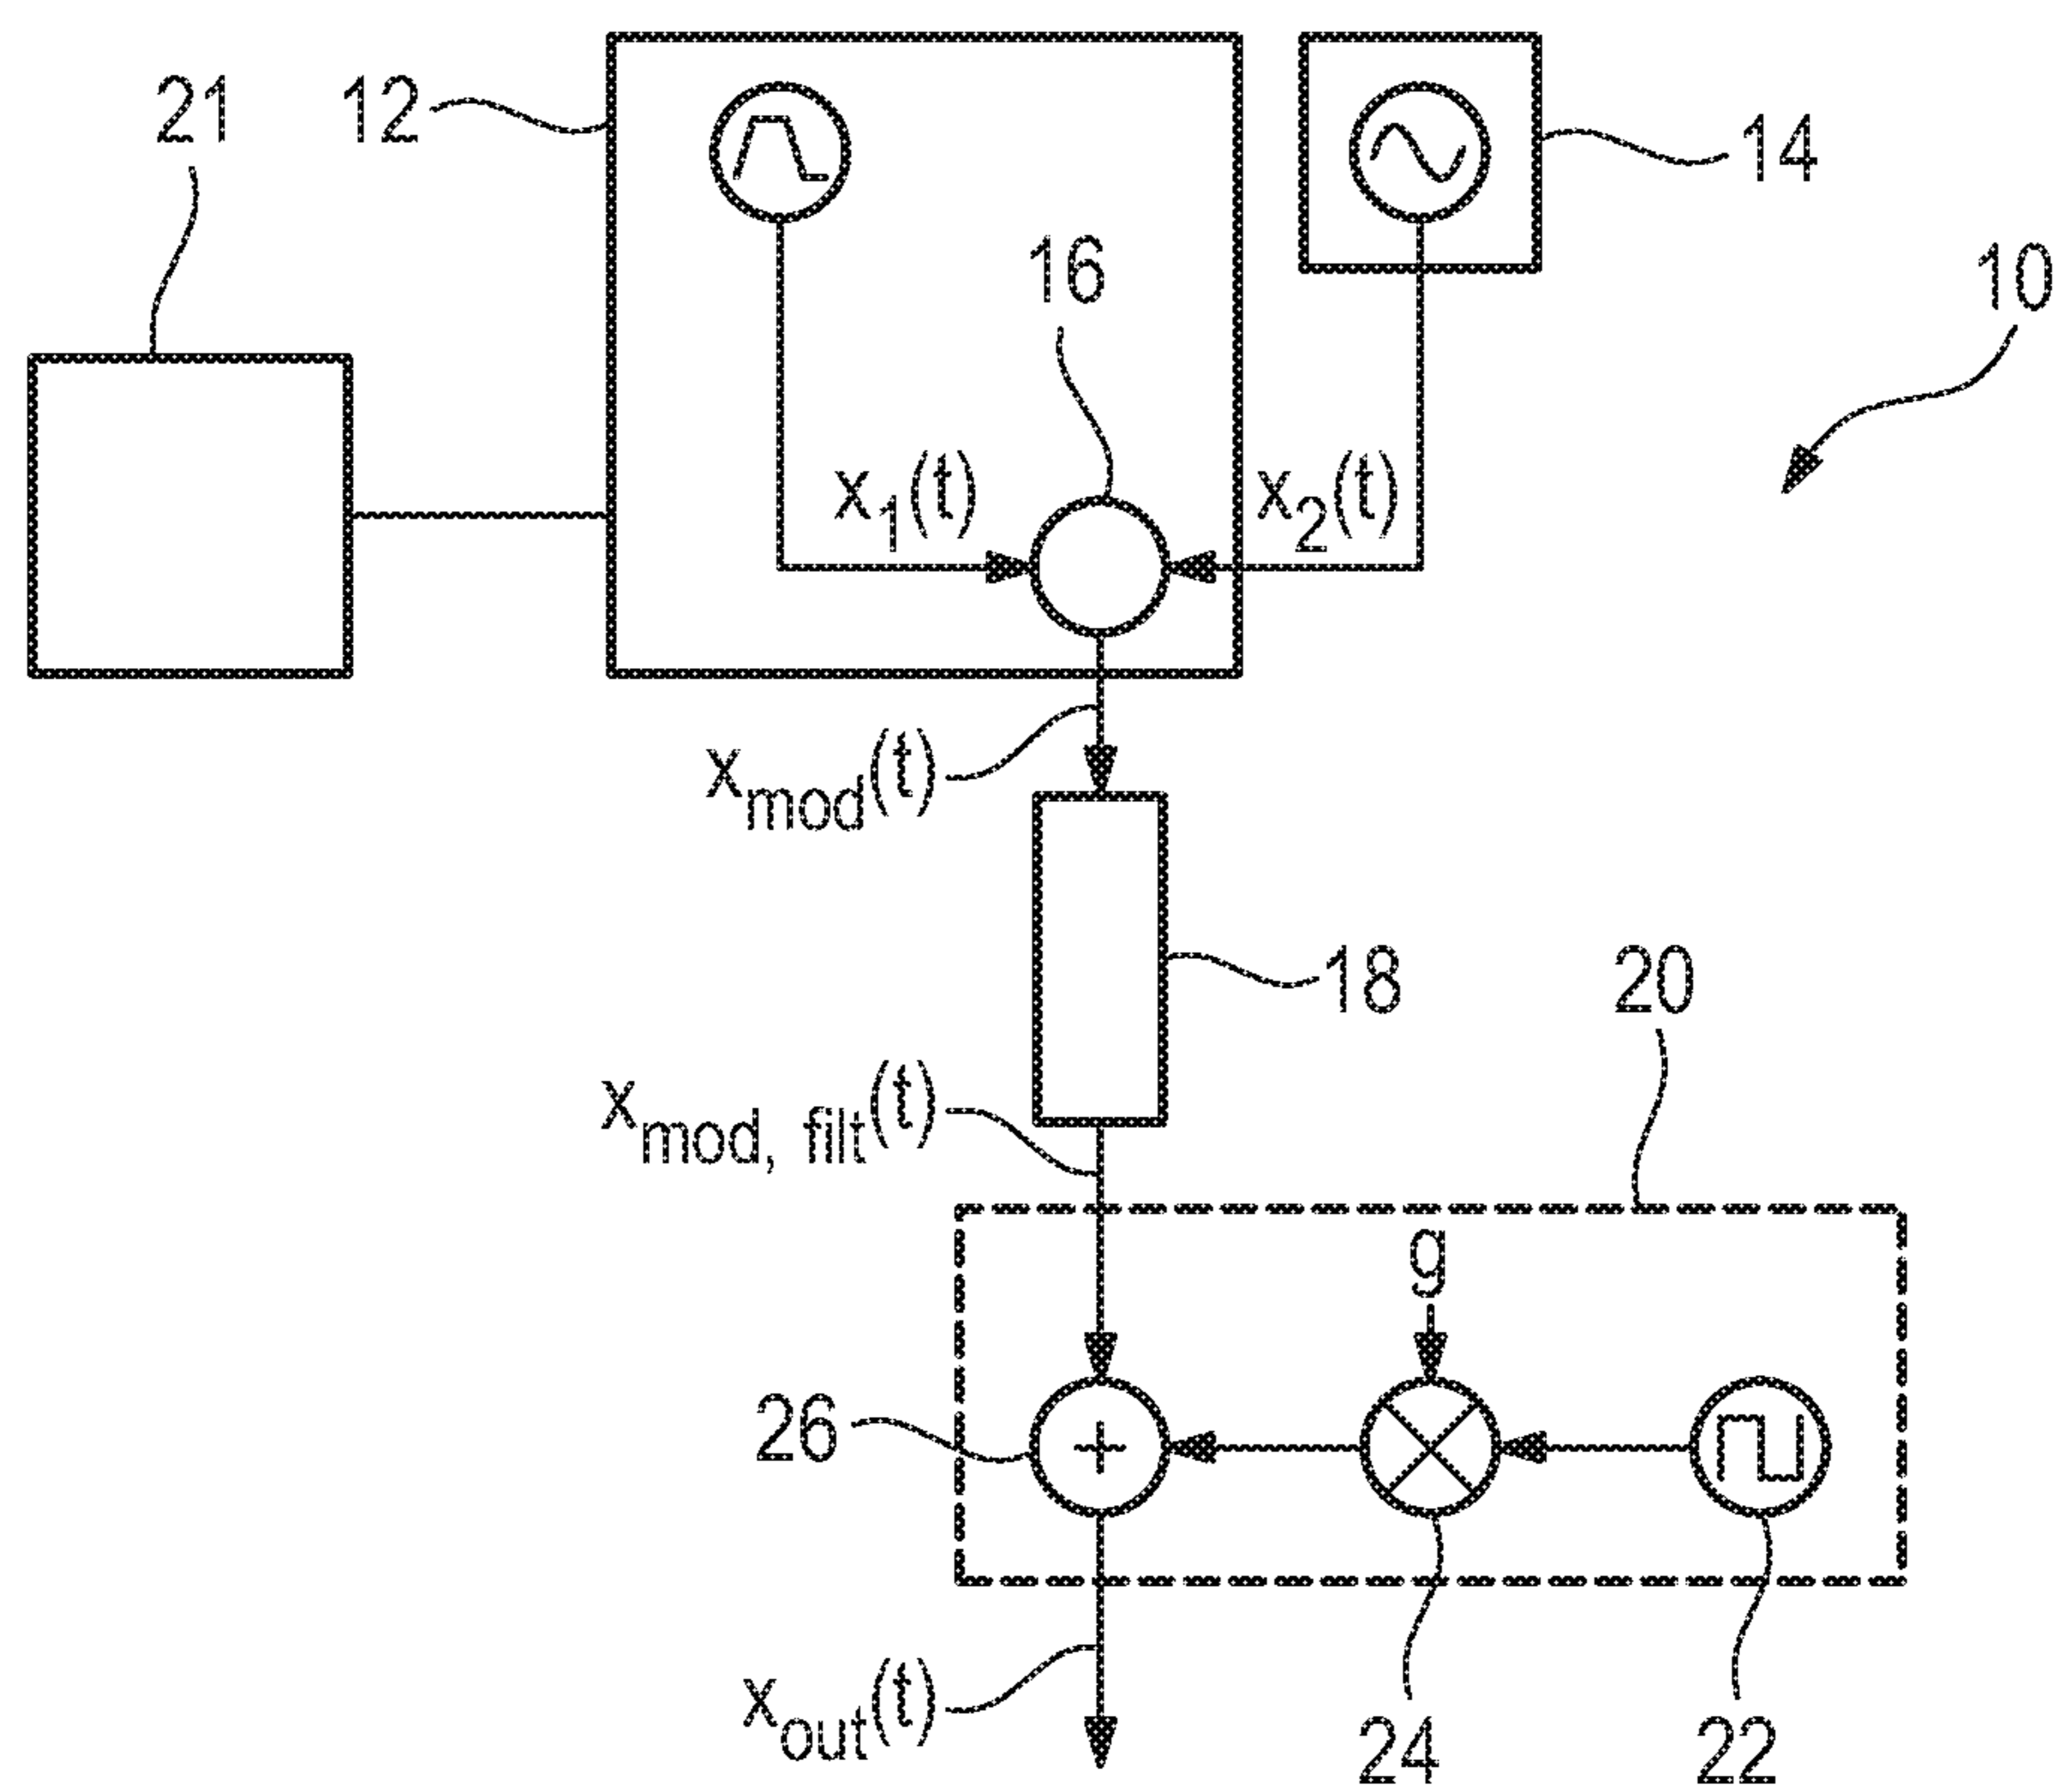 21
12
14
16
10
x1(t)
x2(t)
xmod(t)
18
20
xmod, filt(t)
g
26
+
xout(t)
24
22